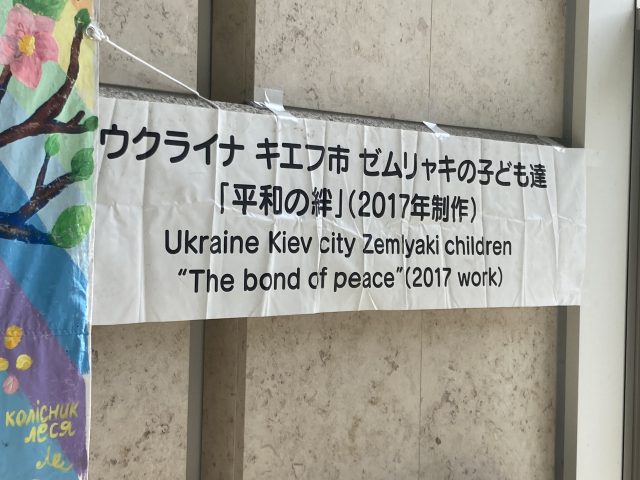 ウクライナ キエフ市 ゼムリャキの子ども達
「平和の絆」(2017年制作)
Ukraine Kiev city Zemlyaki children
“The bond of peace”(2017 work)
колісник
леся